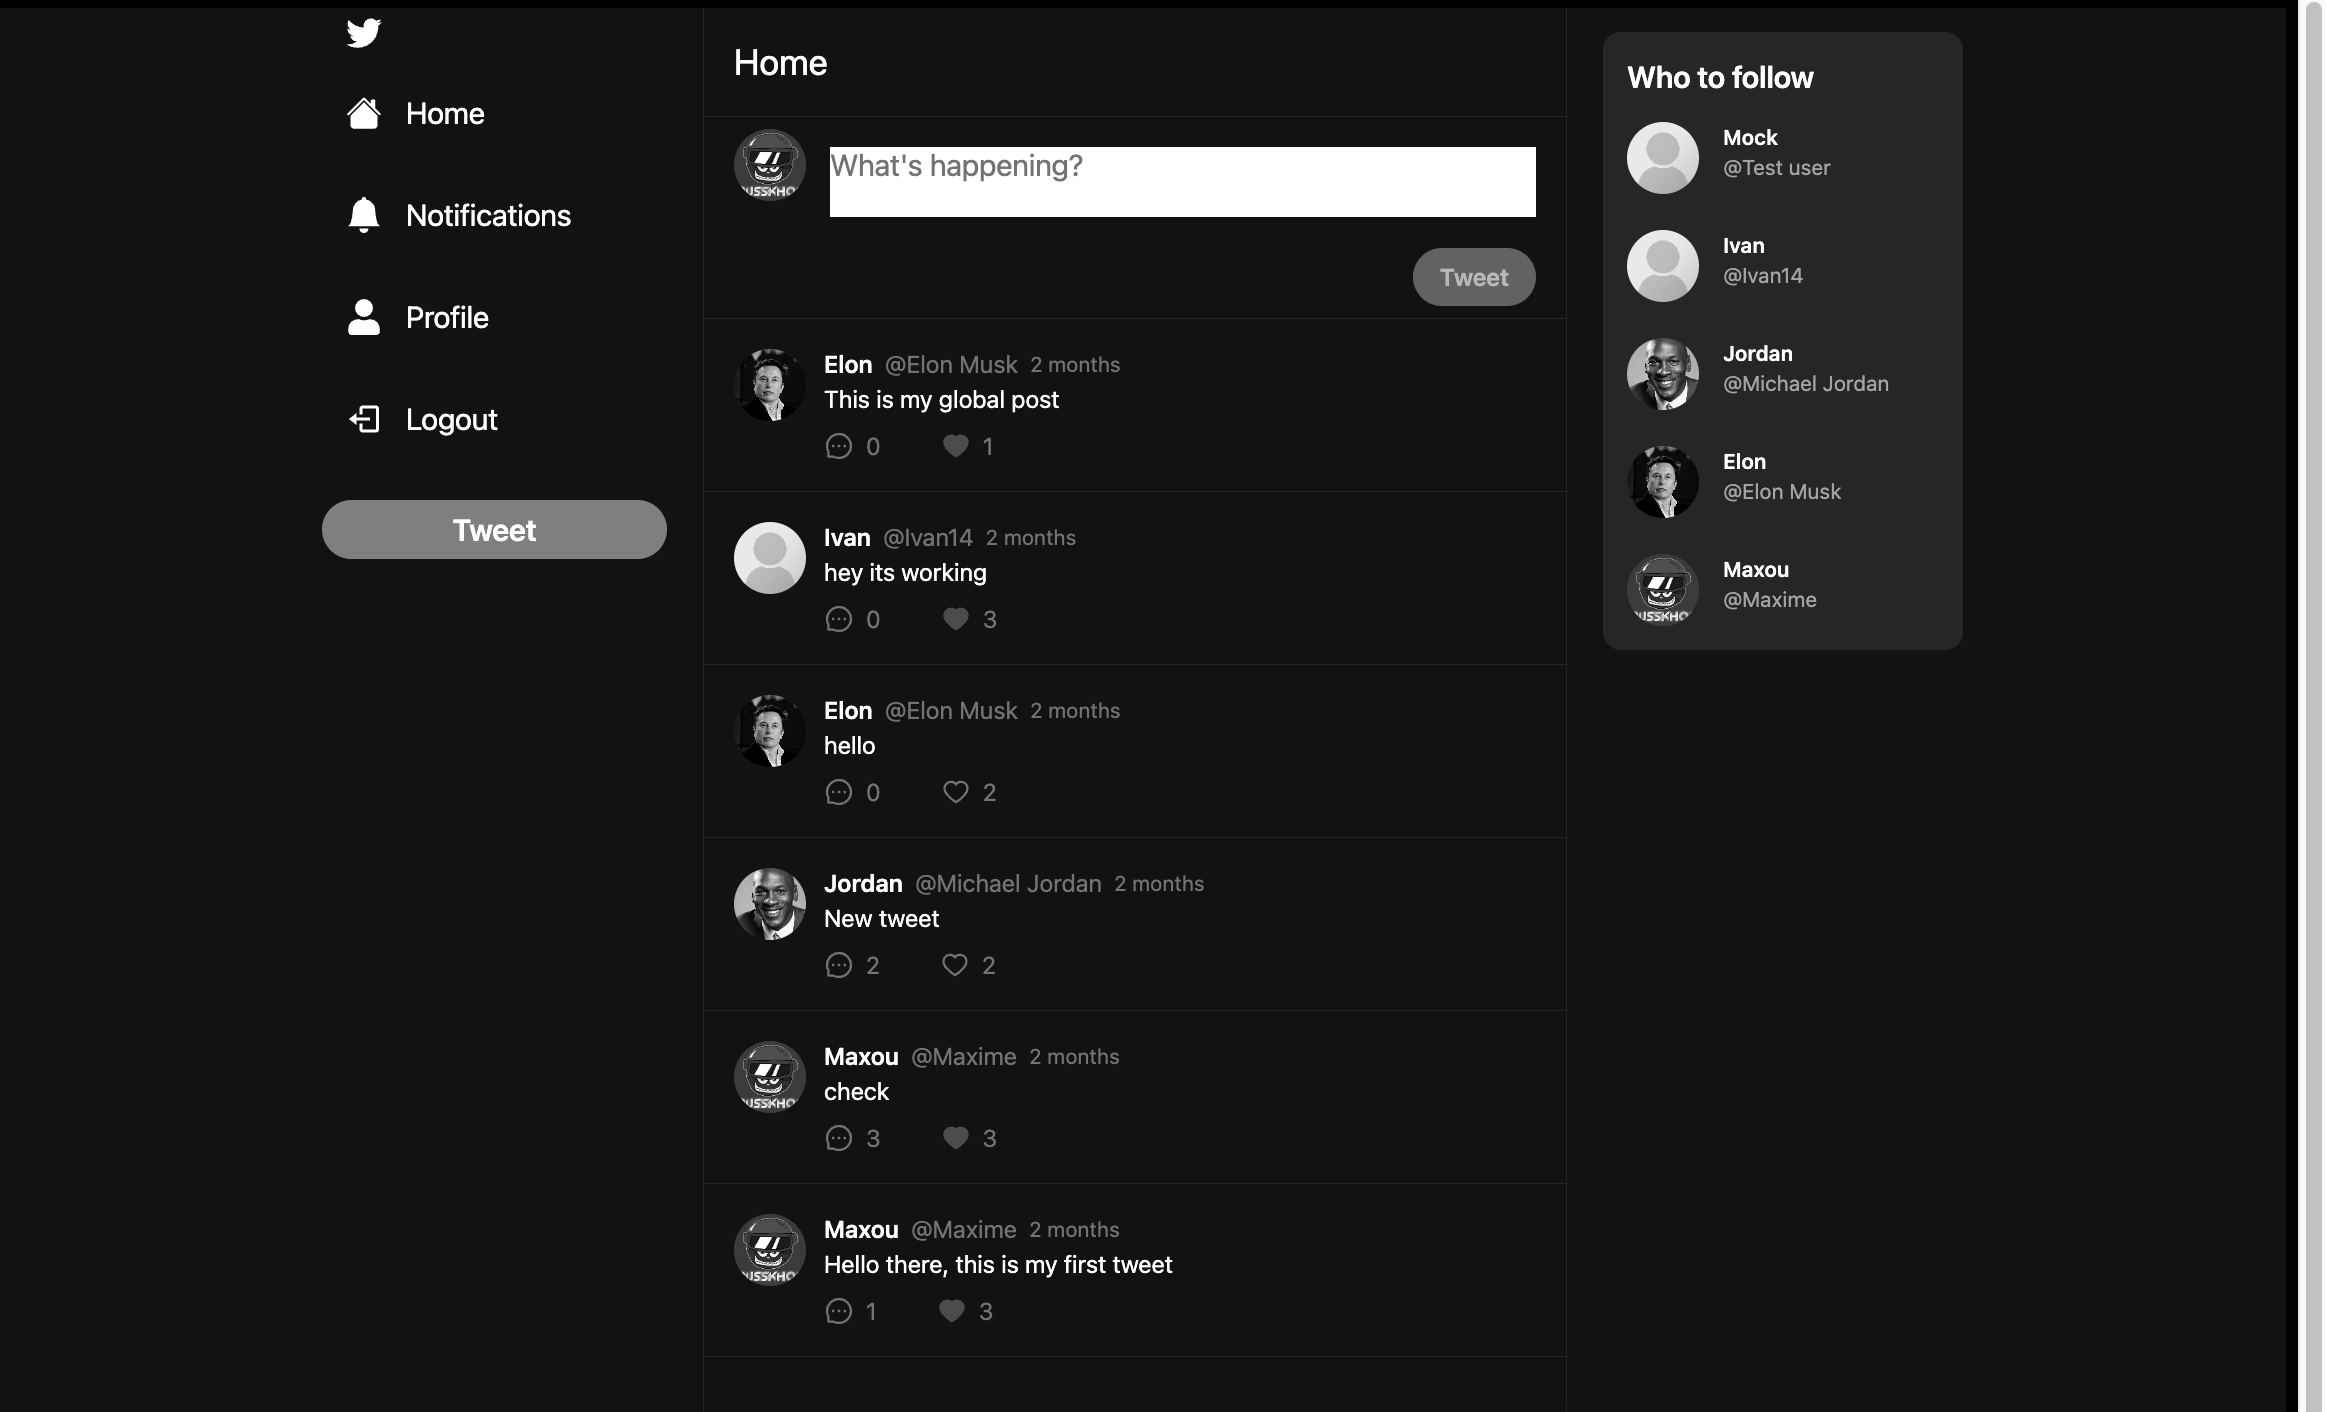 Home
Notifications
Profile
Logout
Tweet
Home
What's happening?
Tweet
Elon @Elon Musk 2 months
This is my global post
0 1
Ivan @Ivan14 2 months
hey its working
0 3
Elon @Elon Musk 2 months
hello
0 2
Jordan @Michael Jordan 2 months
New tweet
2 2
Maxou @Maxime 2 months
check
3 3
Maxou @Maxime 2 months
Hello there, this is my first tweet
1 3
Who to follow
Mock
@Test user
Ivan
@Ivan14
Jordan
@Michael Jordan
Elon
@Elon Musk
Maxou
@Maxime